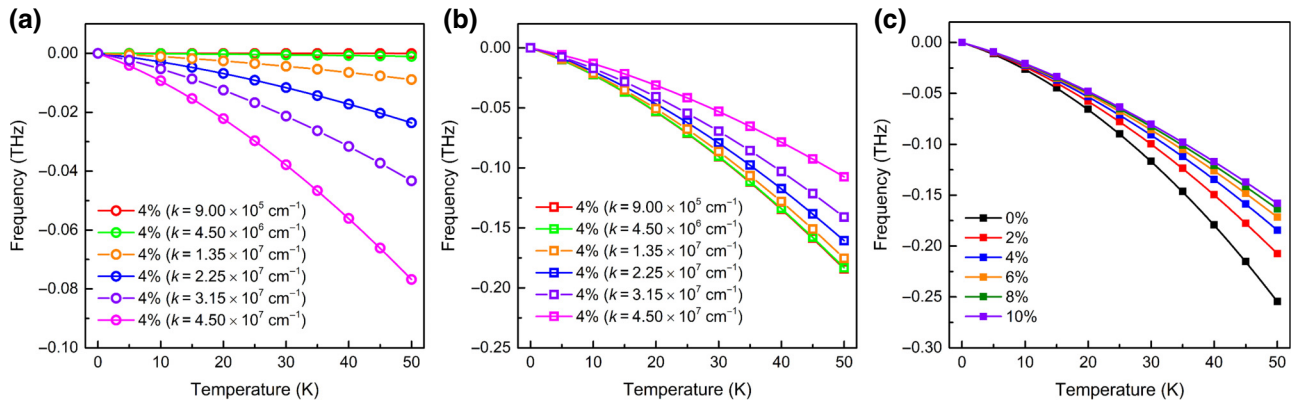 (a)
Frequency (THz)
0.00
−0.02
−0.04
−0.06
−0.08
−0.10
4% (k = 9.00 × 10⁵ cm⁻¹)
4% (k = 4.50 × 10⁶ cm⁻¹)
4% (k = 1.35 × 10⁷ cm⁻¹)
4% (k = 2.25 × 10⁷ cm⁻¹)
4% (k = 3.15 × 10⁷ cm⁻¹)
4% (k = 4.50 × 10⁷ cm⁻¹)
0 10 20 30 40 50
Temperature (K)
(b)
Frequency (THz)
0.00
−0.05
−0.10
−0.15
−0.20
−0.25
4% (k = 9.00 × 10⁵ cm⁻¹)
4% (k = 4.50 × 10⁶ cm⁻¹)
4% (k = 1.35 × 10⁷ cm⁻¹)
4% (k = 2.25 × 10⁷ cm⁻¹)
4% (k = 3.15 × 10⁷ cm⁻¹)
4% (k = 4.50 × 10⁷ cm⁻¹)
0 10 20 30 40 50
Temperature (K)
(c)
Frequency (THz)
0.00
−0.05
−0.10
−0.15
−0.20
−0.25
−0.30
0%
2%
4%
6%
8%
10%
0 10 20 30 40 50
Temperature (K)